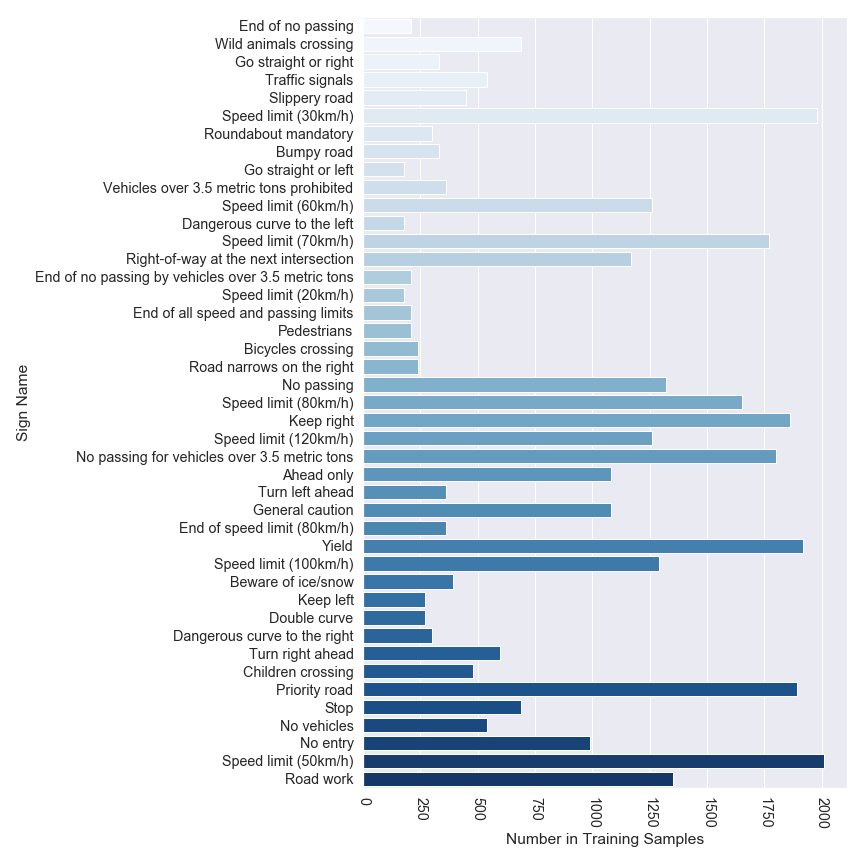 End of no passing
Wild animals crossing
Go straight or right
Traffic signals
Slippery road
Speed limit (30km/h)
Roundabout mandatory
Bumpy road
Go straight or left
Vehicles over 3.5 metric tons prohibited
Speed limit (60km/h)
Dangerous curve to the left
Speed limit (70km/h)
Right-of-way at the next intersection
End of no passing by vehicles over 3.5 metric tons
Speed limit (20km/h)
End of all speed and passing limits
Pedestrians
Bicycles crossing
Road narrows on the right
No passing
Speed limit (80km/h)
Keep right
Speed limit (120km/h)
No passing for vehicles over 3.5 metric tons
Ahead only
Turn left ahead
General caution
End of speed limit (80km/h)
Yield
Speed limit (100km/h)
Beware of ice/snow
Keep left
Double curve
Dangerous curve to the right
Turn right ahead
Children crossing
Priority road
Stop
No vehicles
No entry
Speed limit (50km/h)
Road work
Sign Name
0 250 500 750 1000 1250 1500 1750 2000
Number in Training Samples